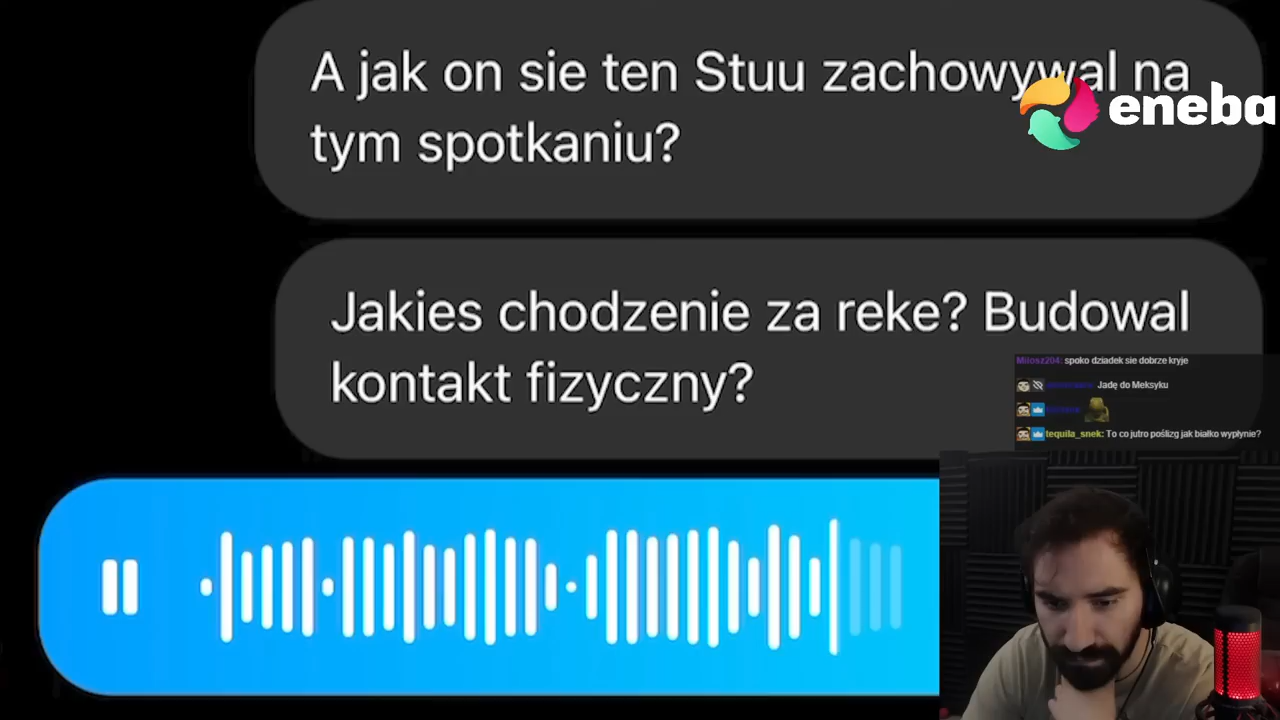 A jak on sie ten Stuu zachowywal na
tym spotkaniu?
eneba
Jakies chodzenie za reke? Budowal
kontakt fizyczny?
Milosz204: spoko dziadek sie dobrze kryje
Jadę do Meksyku
tequila_snek: To co jutro poślizg jak białko wypłynie?